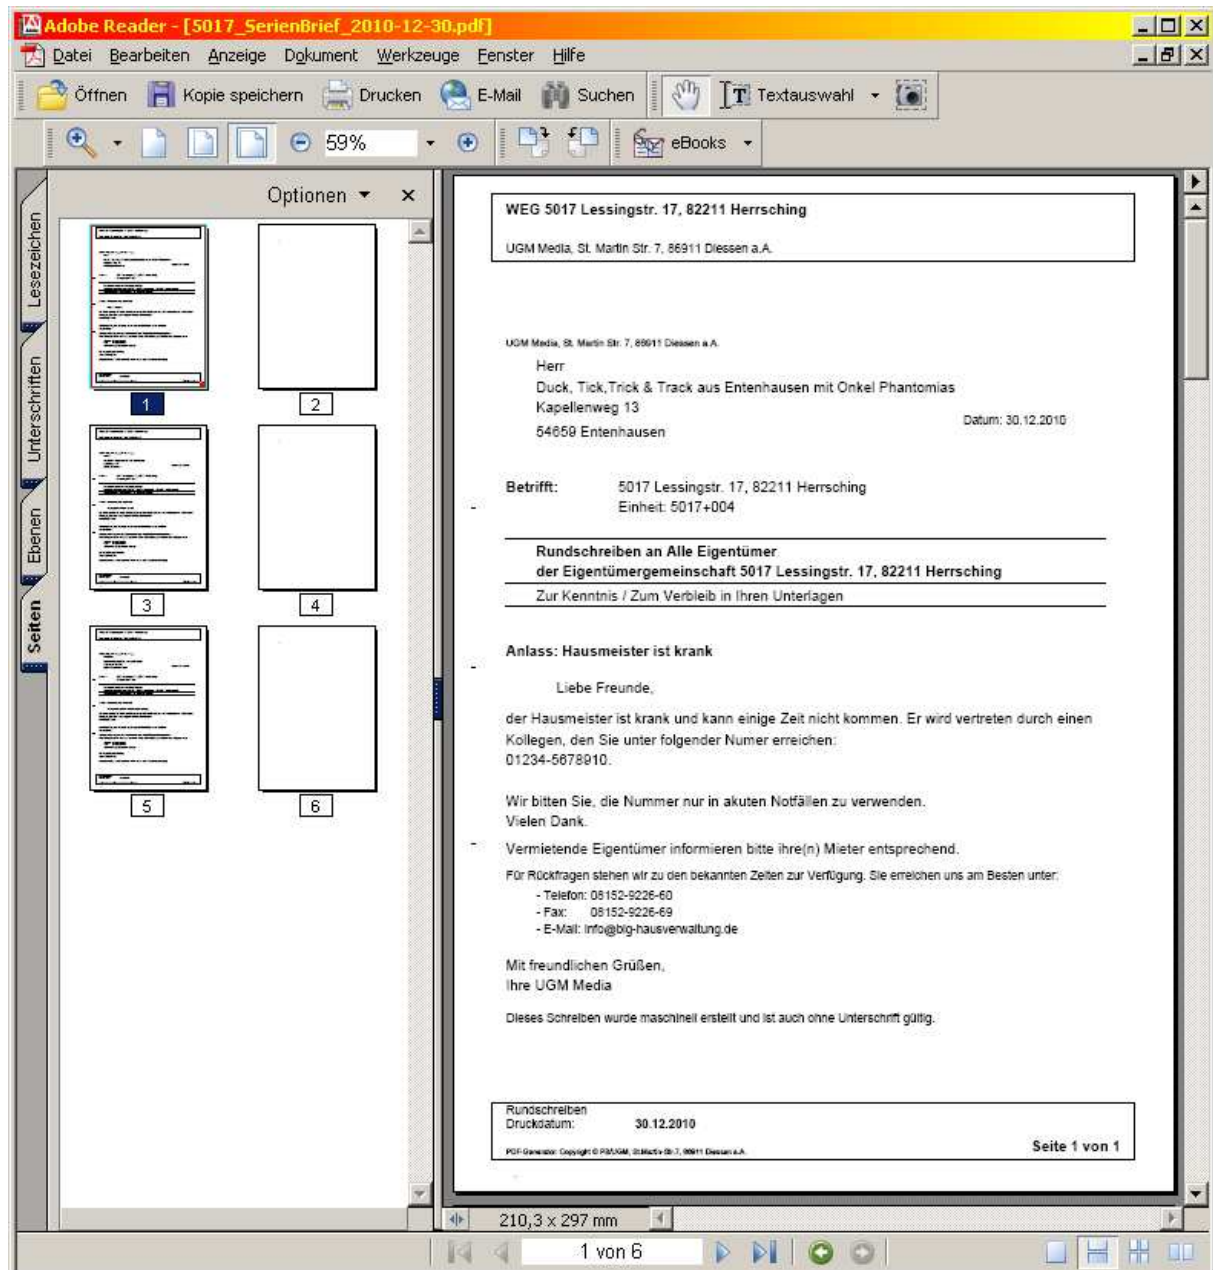 Adobe Reader - [5017_SerienBrief_2010-12-30.pdf]
Datei Bearbeiten Anzeige Dokument Werkzeuge Fenster Hilfe
Öffnen Kopie speichern Drucken E-Mail Suchen Textauswahl
59% eBooks
Optionen
Lesezeichen
Unterschriften
Ebenen
Seiten
1 2
3 4
5 6
WEG 5017 Lessingstr. 17, 82211 Herrsching
UGM Media, St. Martin Str. 7, 86911 Diessen a.A.
UGM Media, St. Martin Str. 7, 86911 Diessen a.A.
Herr
Duck, Tick,Trick & Track aus Entenhausen mit Onkel Phantomias
Kapellenweg 13
Datum: 30.12.2010
54659 Entenhausen
Betrifft: 5017 Lessingstr. 17, 82211 Herrsching
Einheit: 5017+004
Rundschreiben an Alle Eigentümer
der Eigentümergemeinschaft 5017 Lessingstr. 17, 82211 Herrsching
Zur Kenntnis / Zum Verbleib in Ihren Unterlagen
Anlass: Hausmeister ist krank
Liebe Freunde,
der Hausmeister ist krank und kann einige Zeit nicht kommen. Er wird vertreten durch einen
Kollegen, den Sie unter folgender Numer erreichen:
01234-5678910.
Wir bitten Sie, die Nummer nur in akuten Notfällen zu verwenden.
Vielen Dank.
Vermietende Eigentümer informieren bitte ihre(n) Mieter entsprechend.
Für Rückfragen stehen wir zu den bekannten Zeiten zur Verfügung. Sie erreichen uns am Besten unter:
- Telefon: 08152-9226-60
- Fax: 08152-9226-69
- E-Mail: info@big-hausverwaltung.de
Mit freundlichen Grüßen,
Ihre UGM Media
Dieses Schreiben wurde maschinell erstellt und ist auch ohne Unterschrift gültig.
Rundschreiben
Druckdatum: 30.12.2010
Seite 1 von 1
PDF-Generator: Copyright © PBA/UGM, St.Martin-Str.7, 86911 Diessen a.A.
210,3 x 297 mm
1 von 6